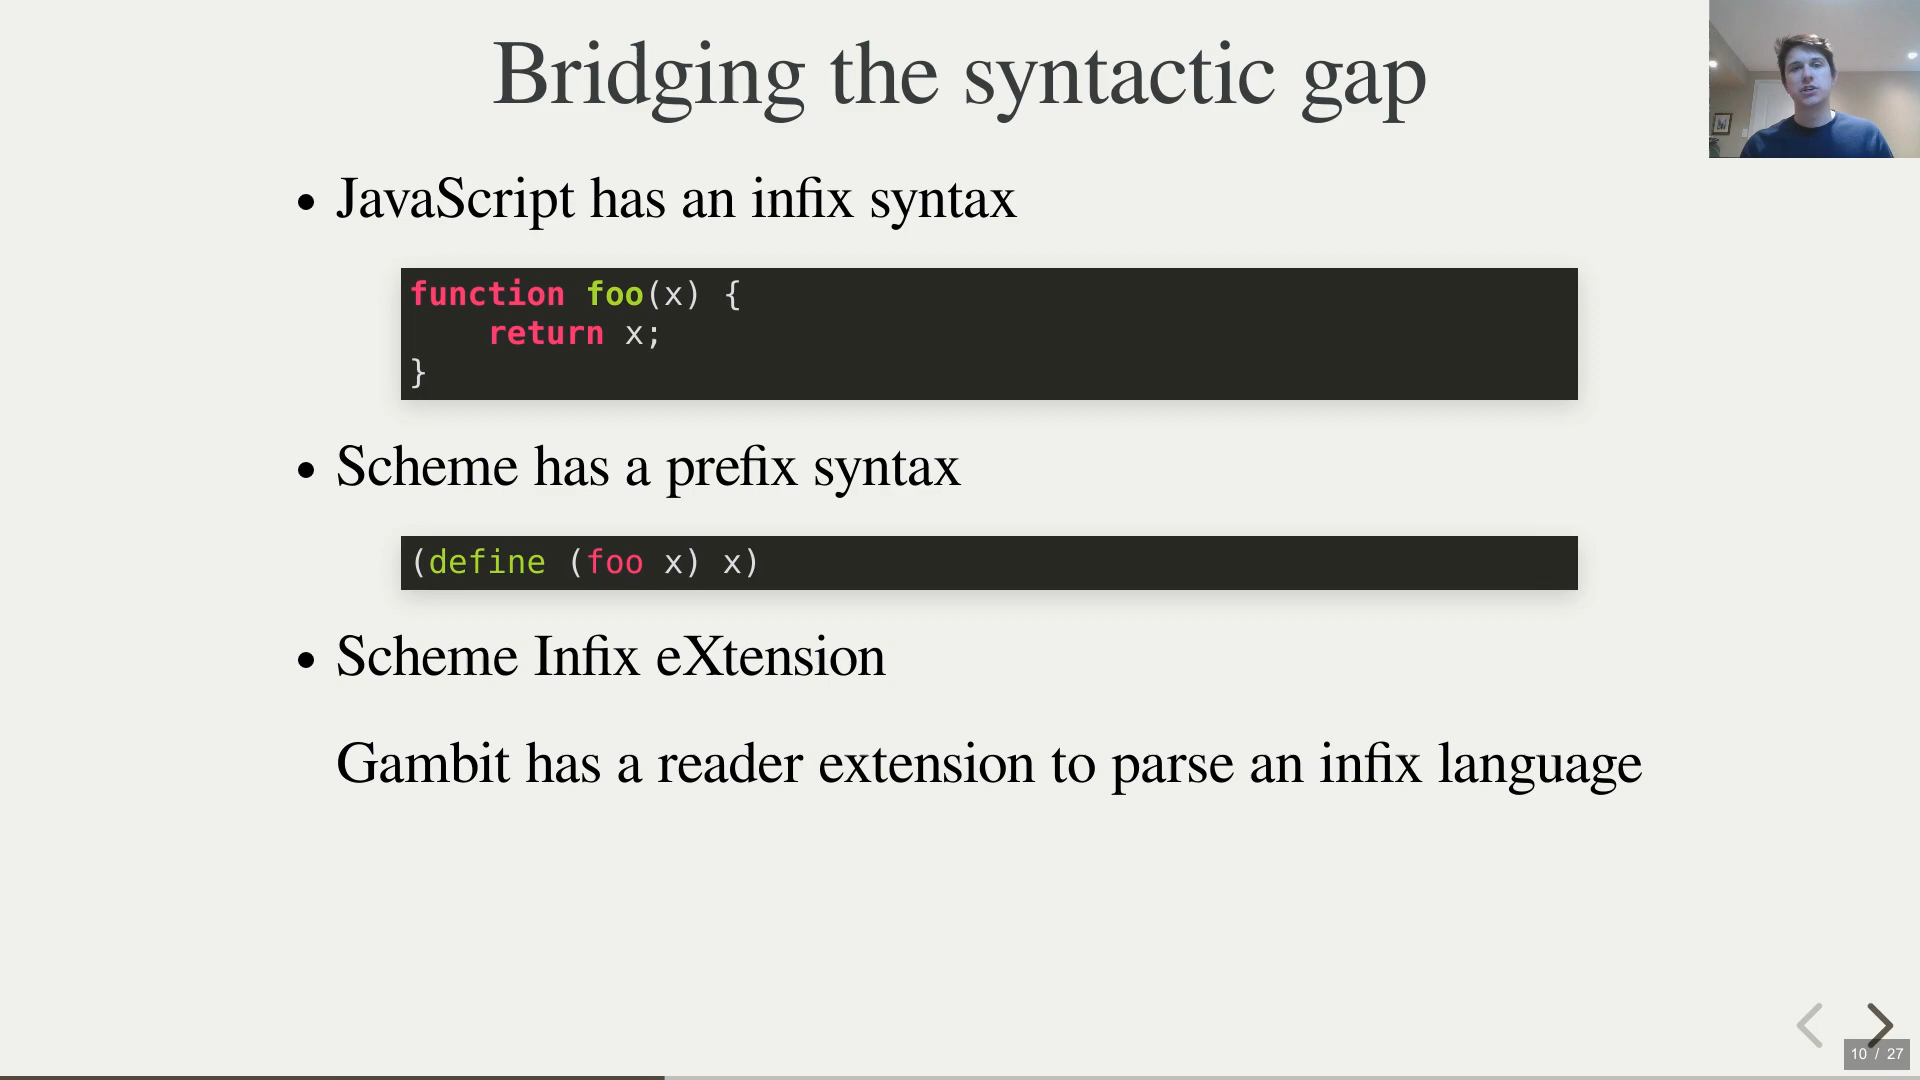 Bridging the syntactic gap
• JavaScript has an infix syntax
function foo(x) {
    return x;
}
• Scheme has a prefix syntax
(define (foo x) x)
• Scheme Infix eXtension
Gambit has a reader extension to parse an infix language
10 / 27